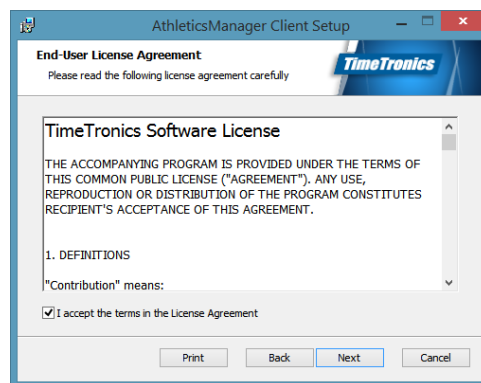 AthleticsManager Client Setup
End-User License Agreement
Please read the following license agreement carefully
TimeTronics
TimeTronics Software License
THE ACCOMPANYING PROGRAM IS PROVIDED UNDER THE TERMS OF
THIS COMMON PUBLIC LICENSE ("AGREEMENT"). ANY USE,
REPRODUCTION OR DISTRIBUTION OF THE PROGRAM CONSTITUTES
RECIPIENT'S ACCEPTANCE OF THIS AGREEMENT.
1. DEFINITIONS
"Contribution" means:
I accept the terms in the License Agreement
Print Back Next Cancel